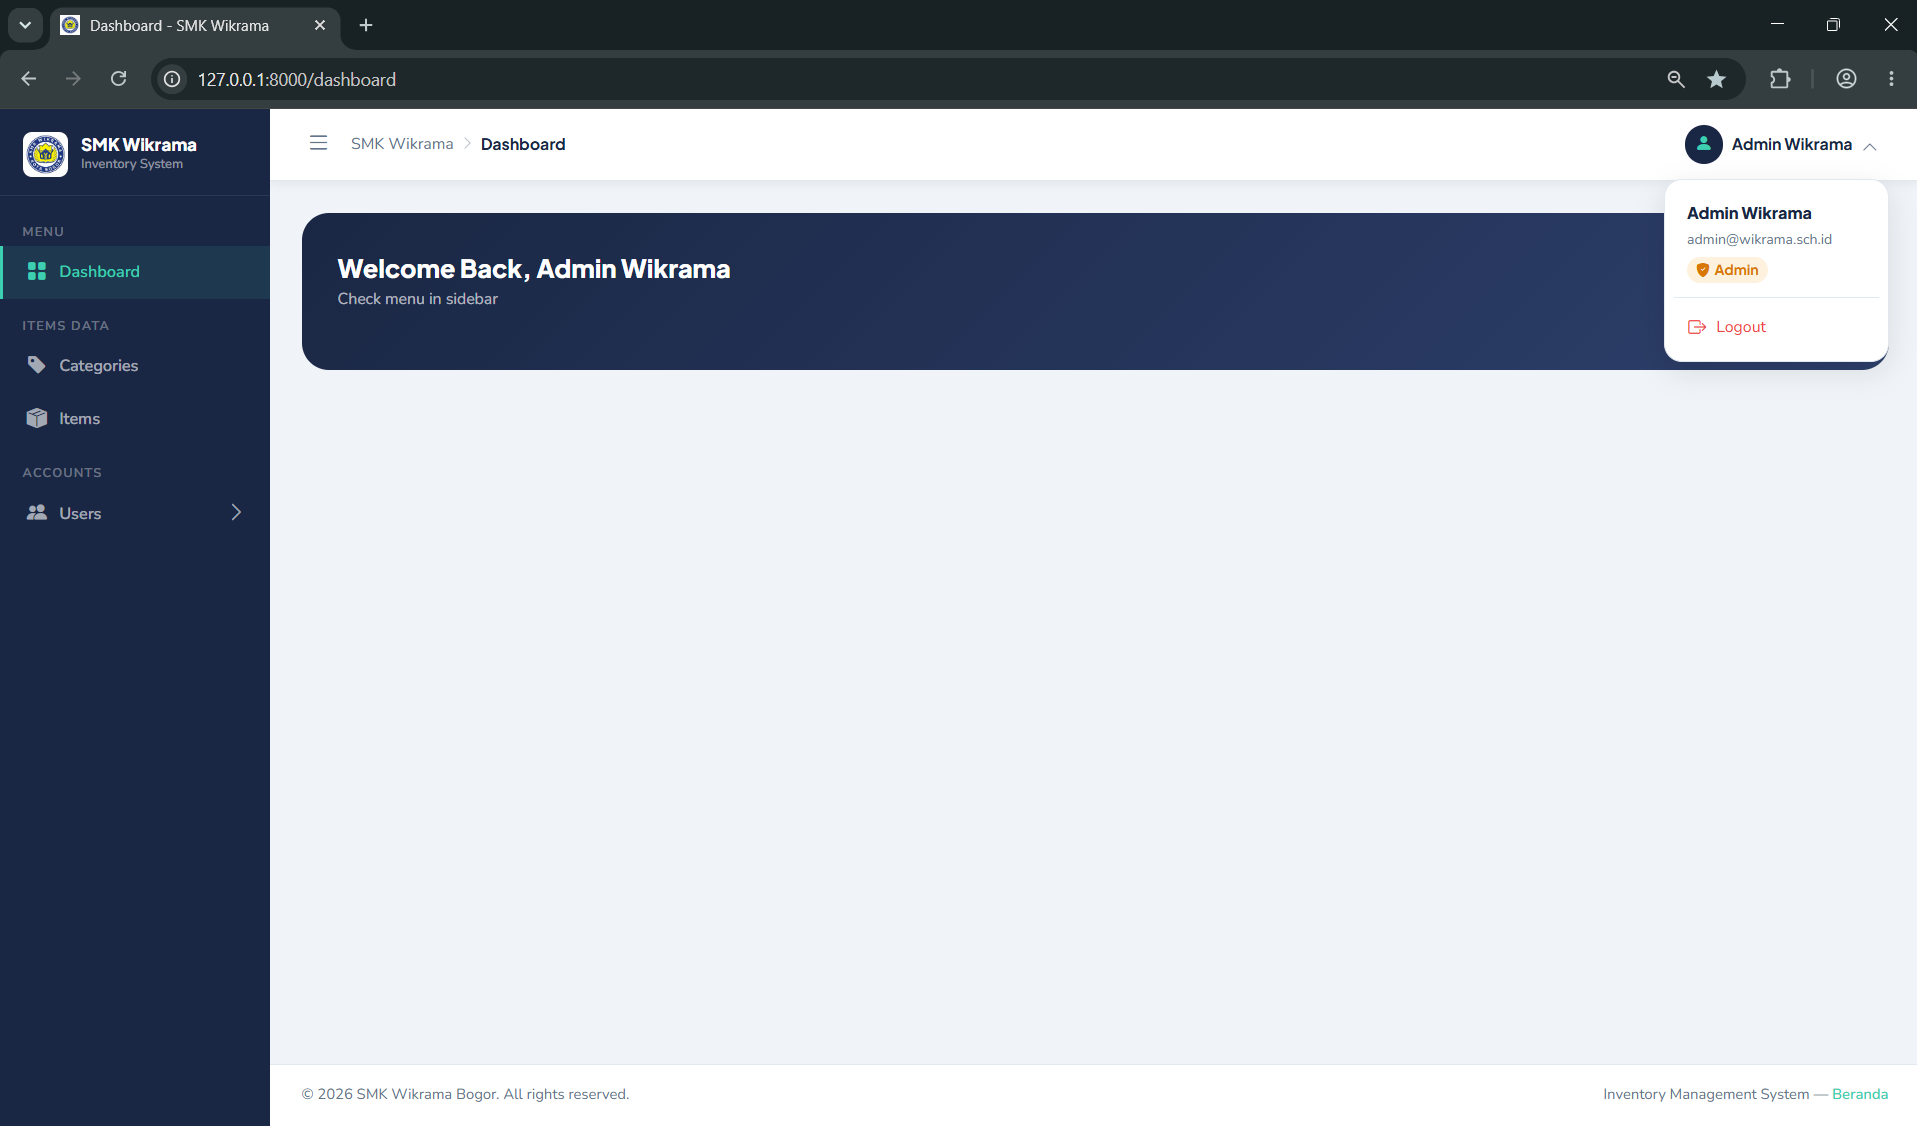 Dashboard - SMK Wikrama
127.0.0.1:8000/dashboard
SMK Wikrama
Inventory System
MENU
Dashboard
ITEMS DATA
Categories
Items
ACCOUNTS
Users
SMK Wikrama
Dashboard
Admin Wikrama
Admin Wikrama
admin@wikrama.sch.id
Admin
Logout
Welcome Back, Admin Wikrama
Check menu in sidebar
© 2026 SMK Wikrama Bogor. All rights reserved.
Inventory Management System — Beranda